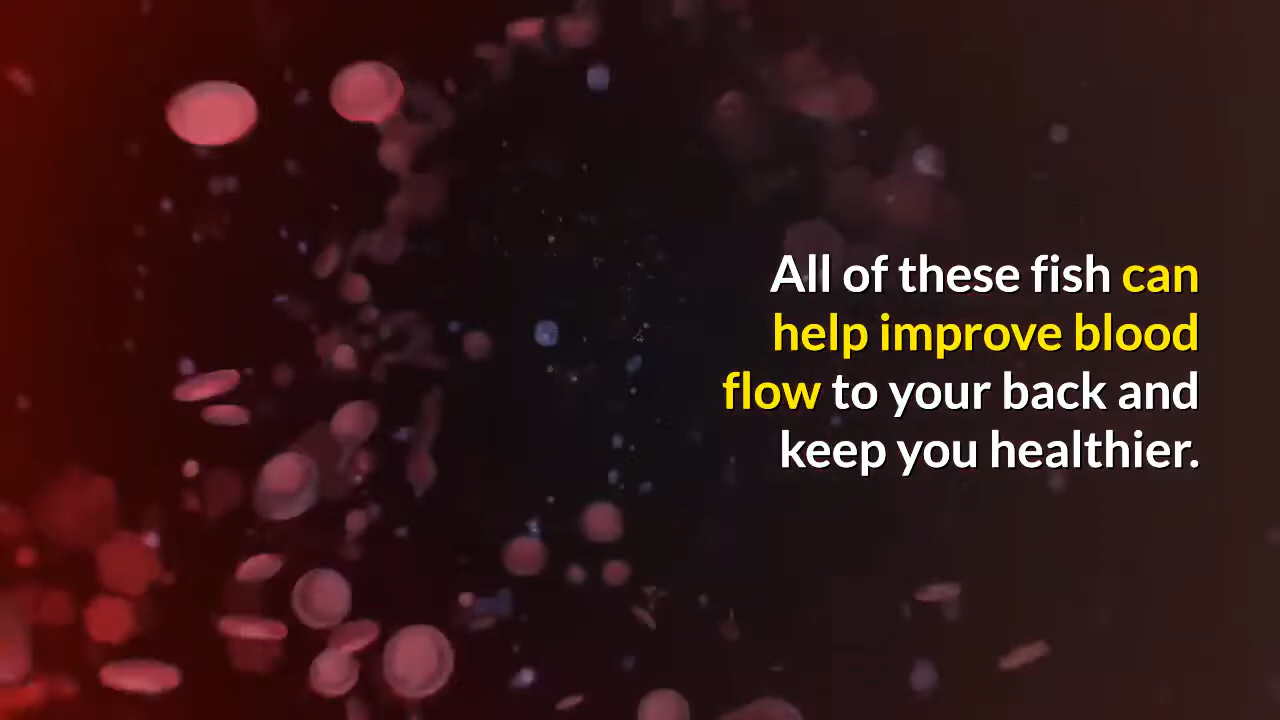 All of these fish can
help improve blood
flow to your back and
keep you healthier.